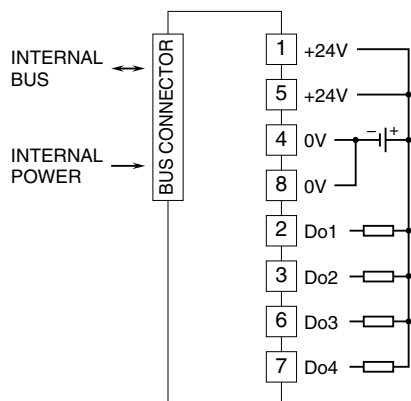 INTERNAL
BUS
INTERNAL
POWER
BUS CONNECTOR
1 +24V
5 +24V
4 0V − +
8 0V
2 Do1
3 Do2
6 Do3
7 Do4